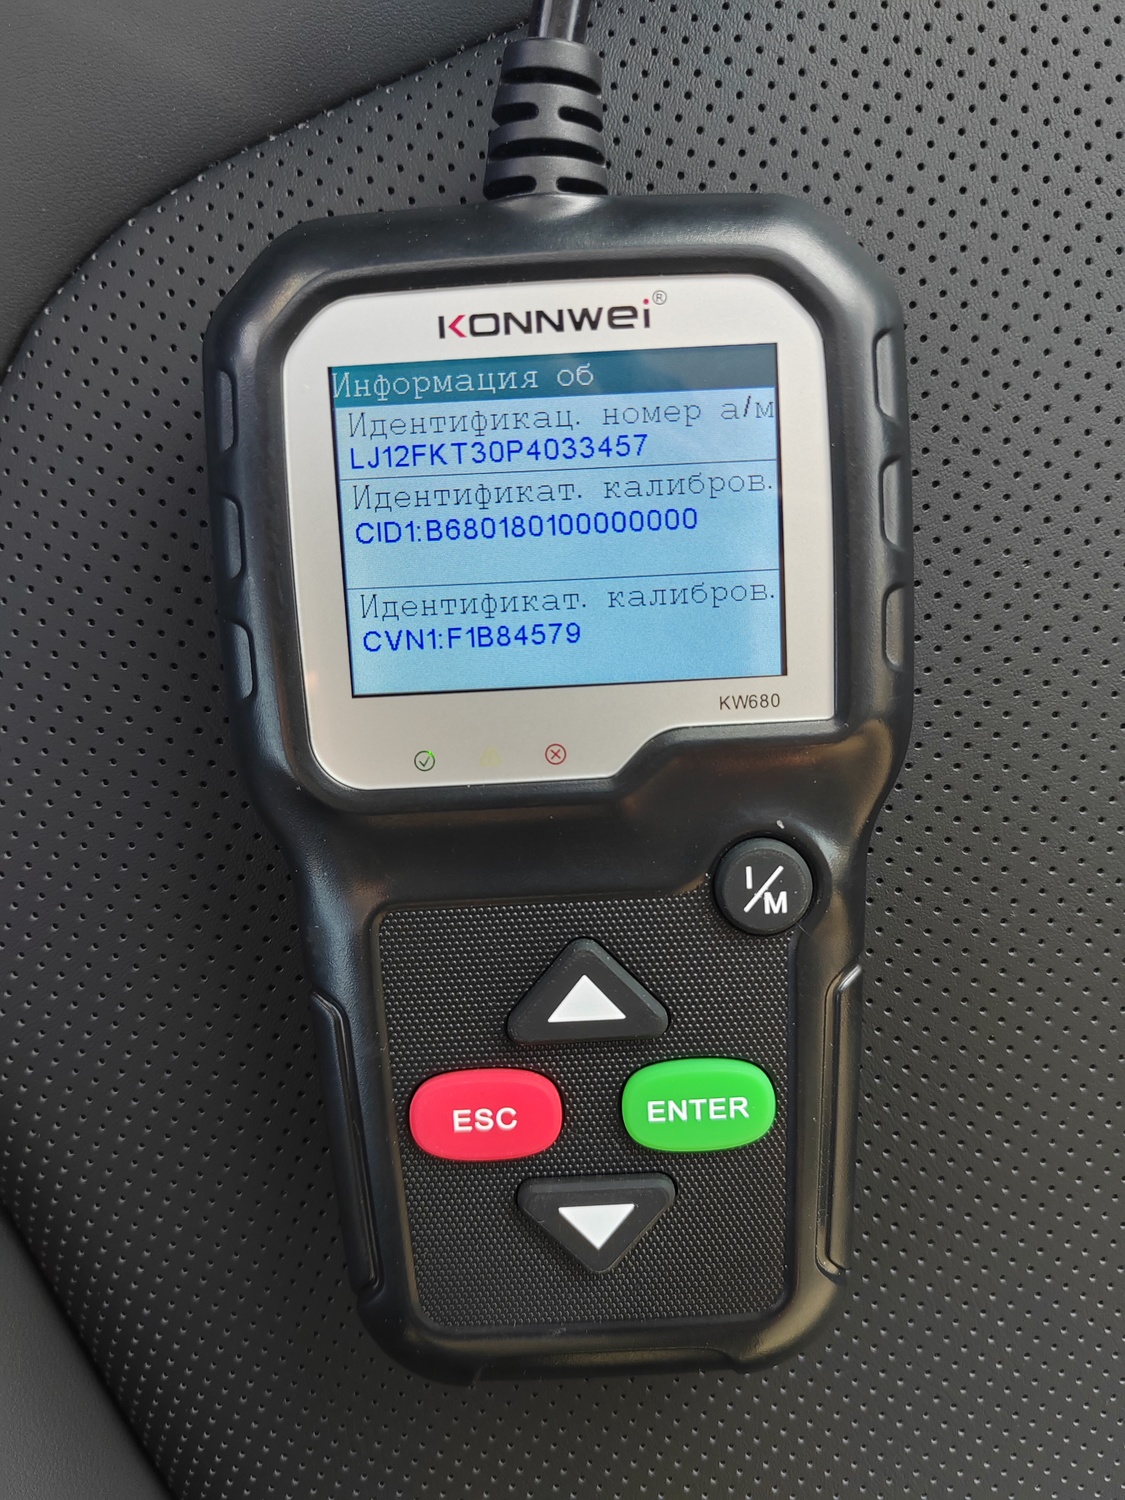 KONNWEI®
Информация об
Идентификац. номер а/м
LJ12FKT30P4033457
Идентификат. калибров.
CID1:B680180100000000
Идентификат. калибров.
CVN1:F1B84579
KW680
I/M
ESC
ENTER